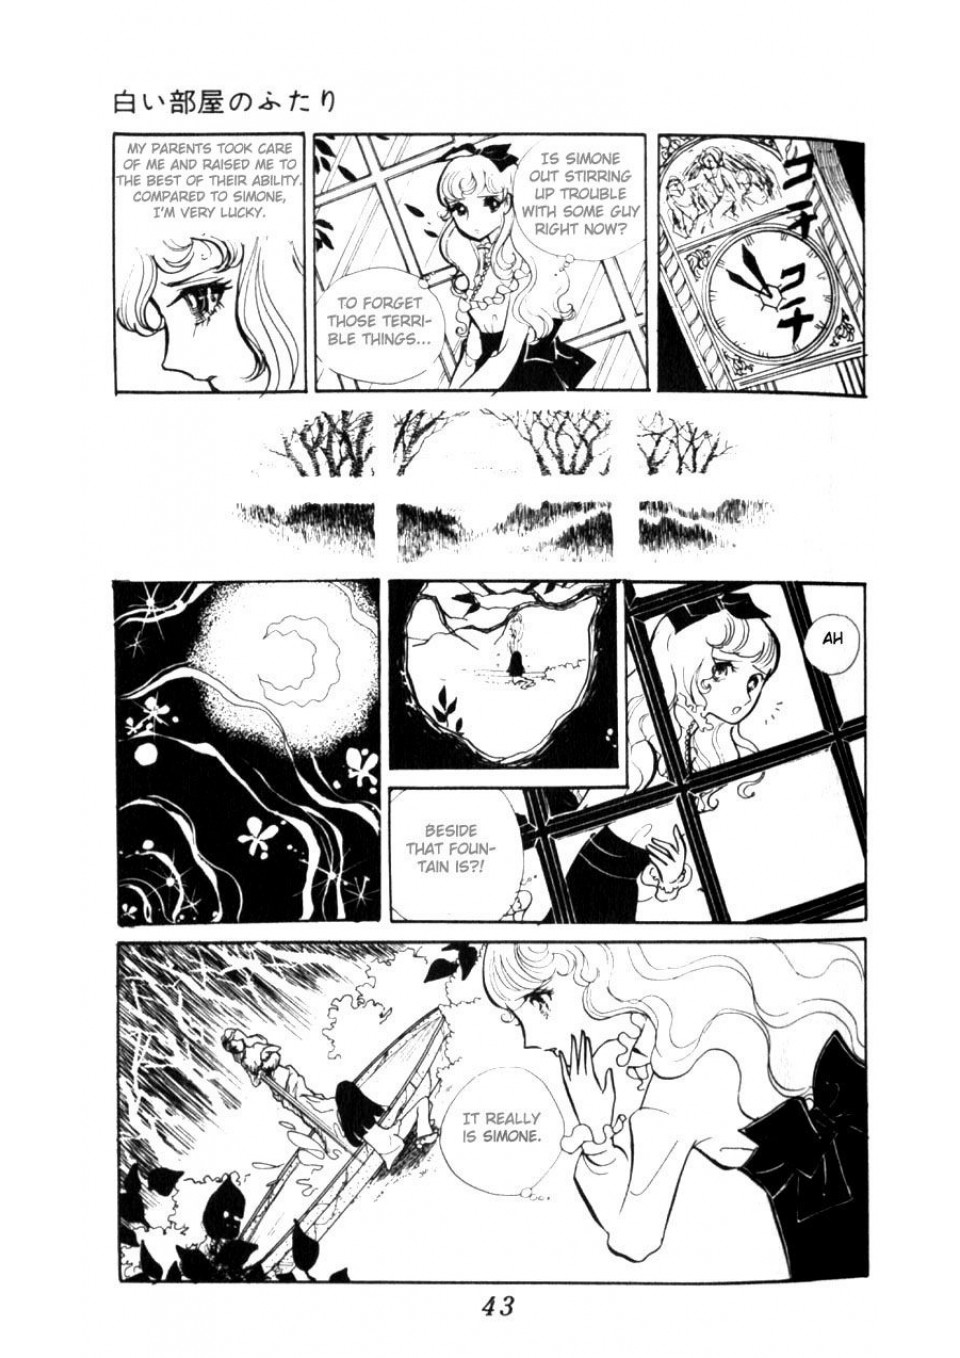 白い部屋のふたり
MY PARENTS TOOK CARE
OF ME AND RAISED ME TO
THE BEST OF THEIR ABILITY.
COMPARED TO SIMONE,
I'M VERY LUCKY.
IS SIMONE
OUT STIRRING
UP TROUBLE
WITH SOME GUY
RIGHT NOW?
TO FORGET
THOSE TERRI-
BLE THINGS...
コチ
コチ
AH
BESIDE
THAT FOUN-
TAIN IS?!
IT REALLY
IS SIMONE.
43